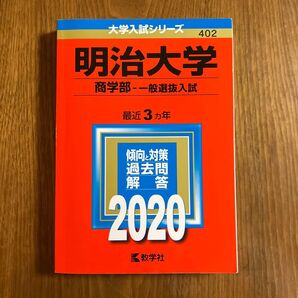 大学入試シリーズ
402
明治大学
商学部-一般選抜入試
最近3カ年
傾向と対策
過去問
解答
2020
教学社